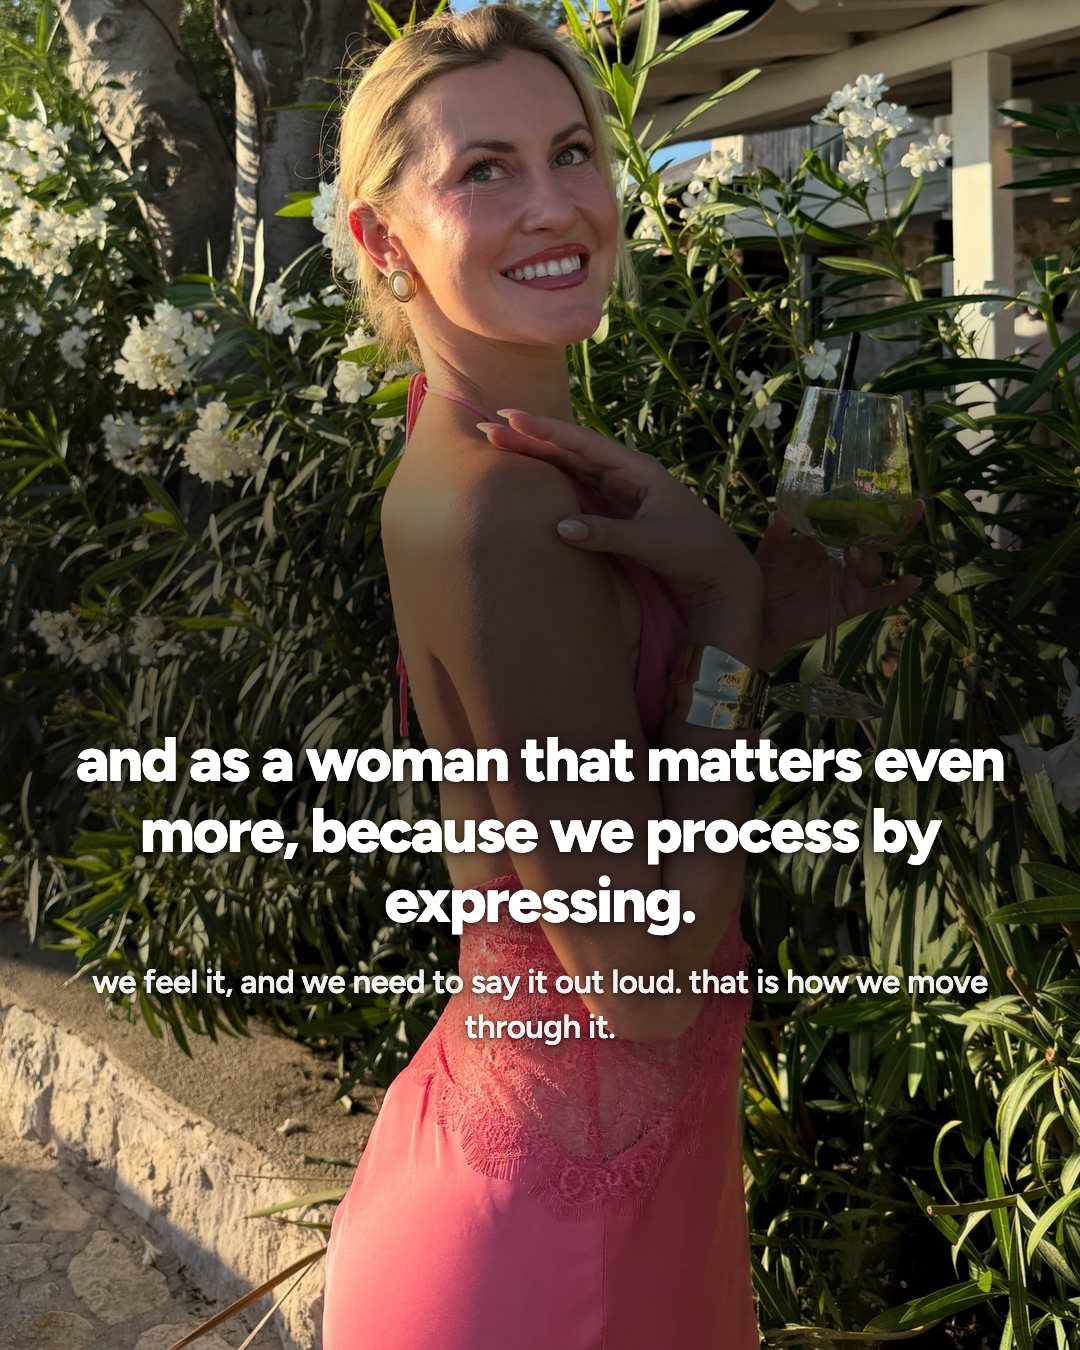 and as a woman that matters even
more, because we process by
expressing.
we feel it, and we need to say it out loud. that is how we move
through it.